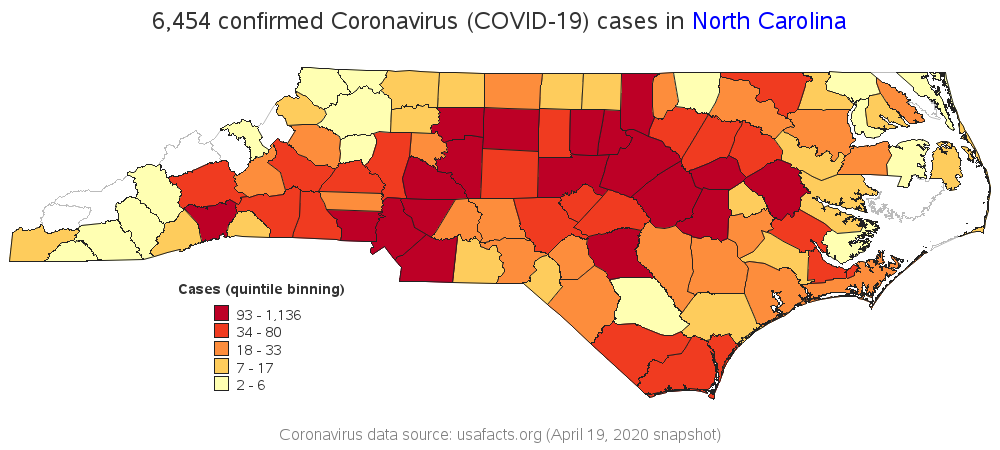 6,454 confirmed Coronavirus (COVID-19) cases in North Carolina
Cases (quintile binning)
93 - 1,136
34 - 80
18 - 33
7 - 17
2 - 6
Coronavirus data source: usafacts.org (April 19, 2020 snapshot)